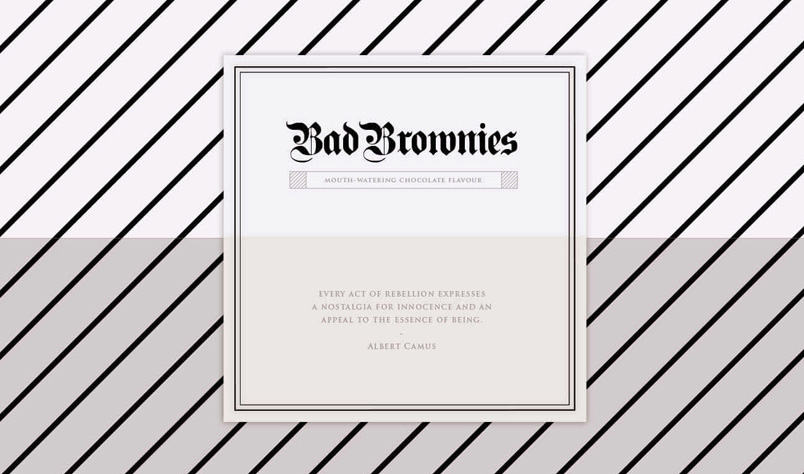 Bad Brownies
MOUTH-WATERING CHOCOLATE FLAVOUR
EVERY ACT OF REBELLION EXPRESSES
A NOSTALGIA FOR INNOCENCE AND AN
APPEAL TO THE ESSENCE OF BEING.
-
ALBERT CAMUS